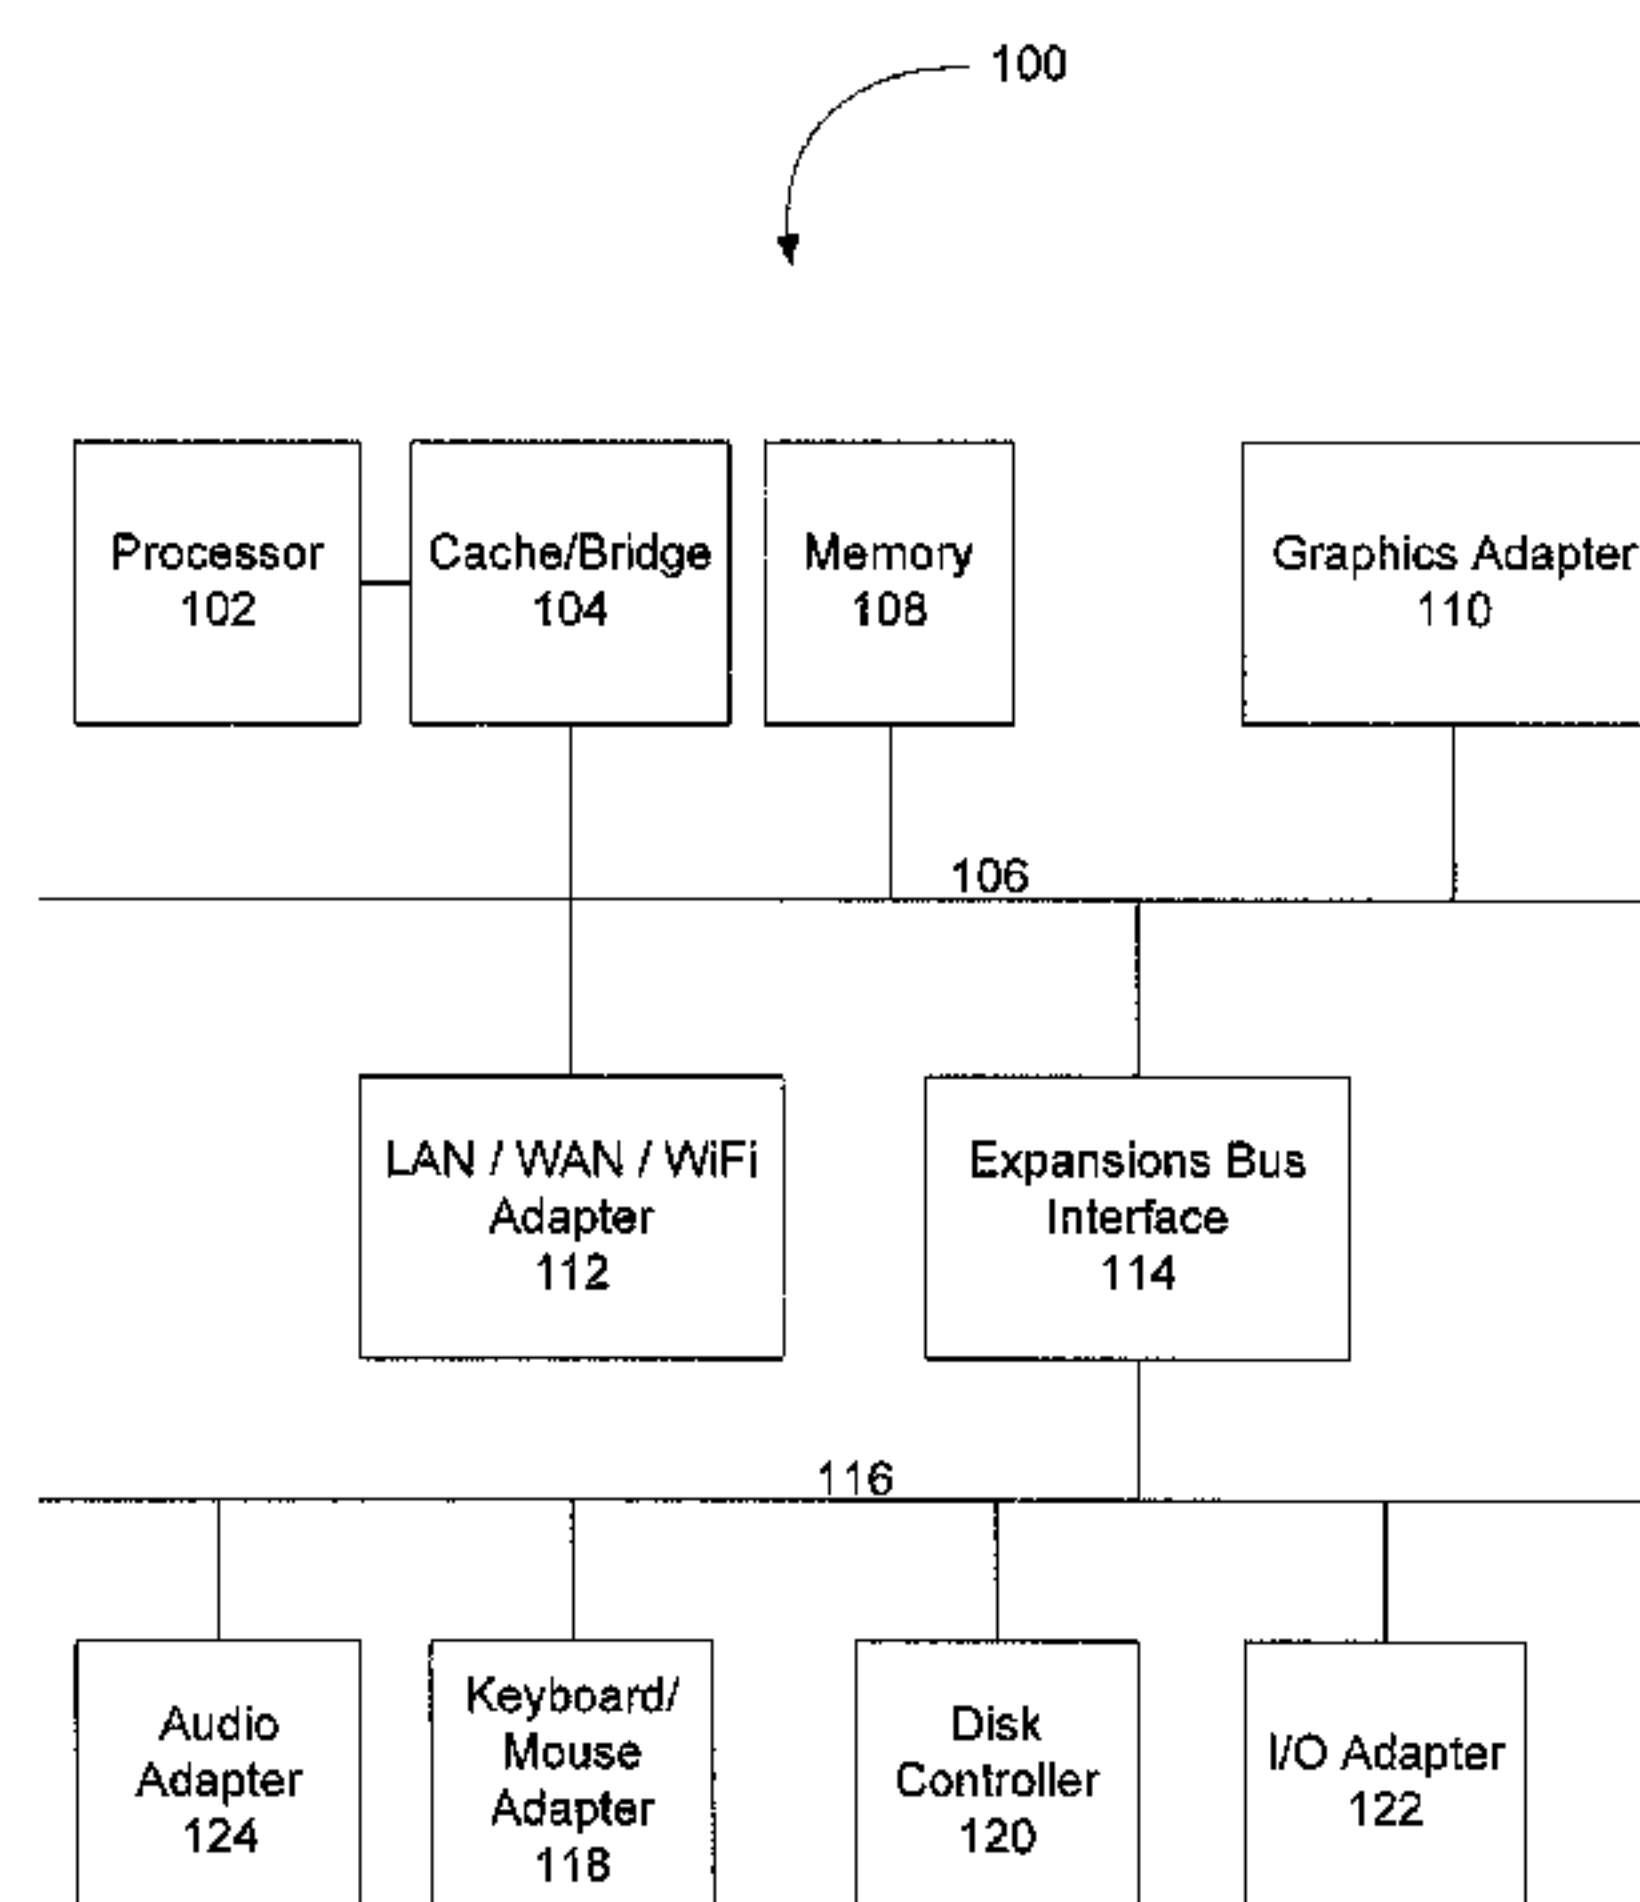 100
Processor
102
Cache/Bridge
104
Memory
108
Graphics Adapter
110
106
LAN / WAN / WiFi
Adapter
112
Expansions Bus
Interface
114
116
Audio
Adapter
124
Keyboard/
Mouse
Adapter
118
Disk
Controller
120
I/O Adapter
122